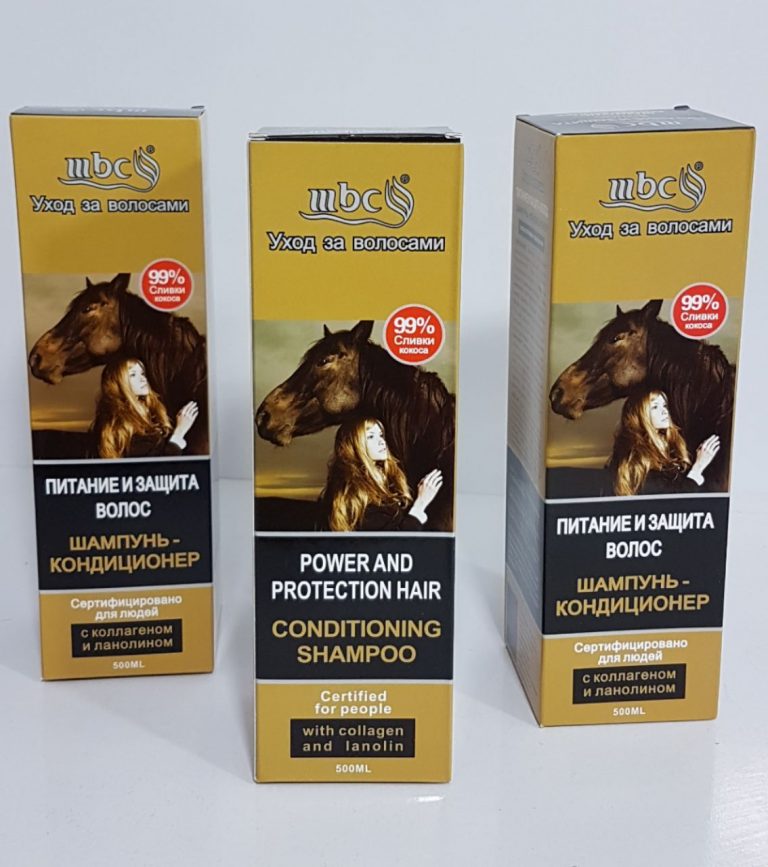 mbc®
Уход за волосами
99%
Сливки
кокоса
ПИТАНИЕ И ЗАЩИТА
ВОЛОС
ШАМПУНЬ-
КОНДИЦИОНЕР
Сертифицировано
для людей
с коллагеном
и ланолином
500ML
mbc®
Уход за волосами
99%
Сливки
кокоса
POWER AND
PROTECTION HAIR
CONDITIONING
SHAMPOO
Certified
for people
with collagen
and lanolin
500ML
mbc®
Уход за волосами
99%
Сливки
кокоса
ПИТАНИЕ И ЗАЩИТА
ВОЛОС
ШАМПУНЬ-
КОНДИЦИОНЕР
Сертифицировано
для людей
с коллагеном
и ланолином
500ML